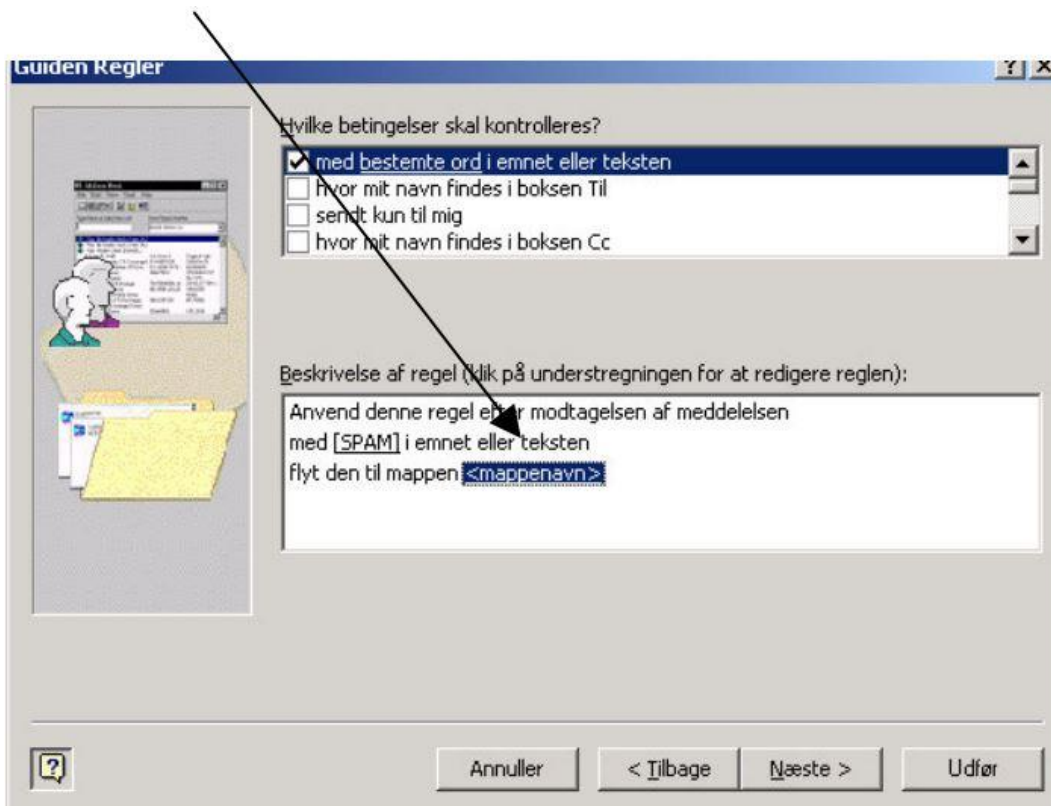 Guiden Regler
Hvilke betingelser skal kontrolleres?
med bestemte ord i emnet eller teksten
hvor mit navn findes i boksen Til
sendt kun til mig
hvor mit navn findes i boksen Cc
Beskrivelse af regel (klik på understregningen for at redigere reglen):
Anvend denne regel efter modtagelsen af meddelelsen
med [SPAM] i emnet eller teksten
flyt den til mappen <mappenavn>
Annuller
< Tilbage
Næste >
Udfør